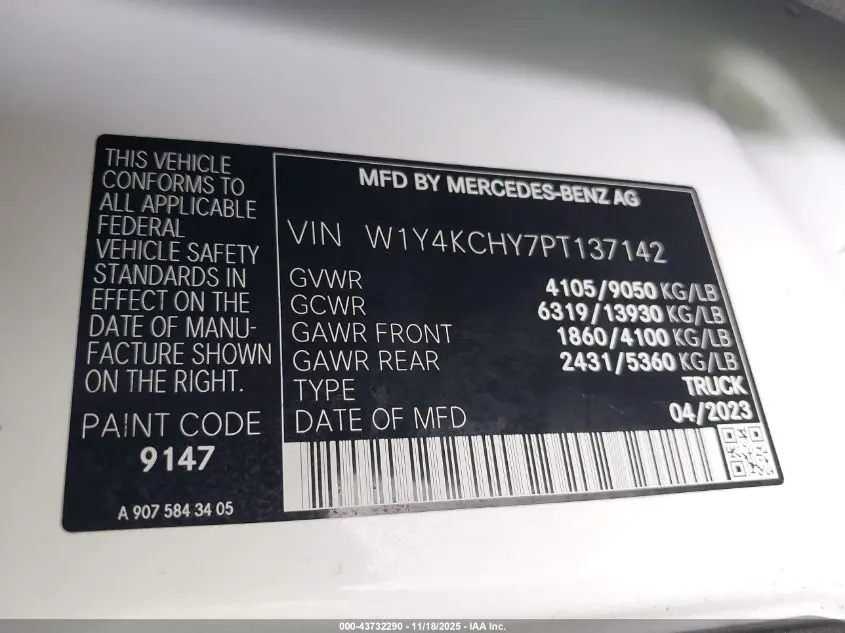 THIS VEHICLE
CONFORMS TO
ALL APPLICABLE
FEDERAL
VEHICLE SAFETY
STANDARDS IN
EFFECT ON THE
DATE OF MANU-
FACTURE SHOWN
ON THE RIGHT.
PAINT CODE
9147
A 907 584 34 05
MFD BY MERCEDES-BENZ AG
VIN W1Y4KCHY7PT137142
GVWR 4105/9050 KG/LB
GCWR 6319/13930 KG/LB
GAWR FRONT 1860/4100 KG/LB
GAWR REAR 2431/5360 KG/LB
TYPE TRUCK
DATE OF MFD 04/2023
000-43732290 - 11/18/2025 - IAA Inc.